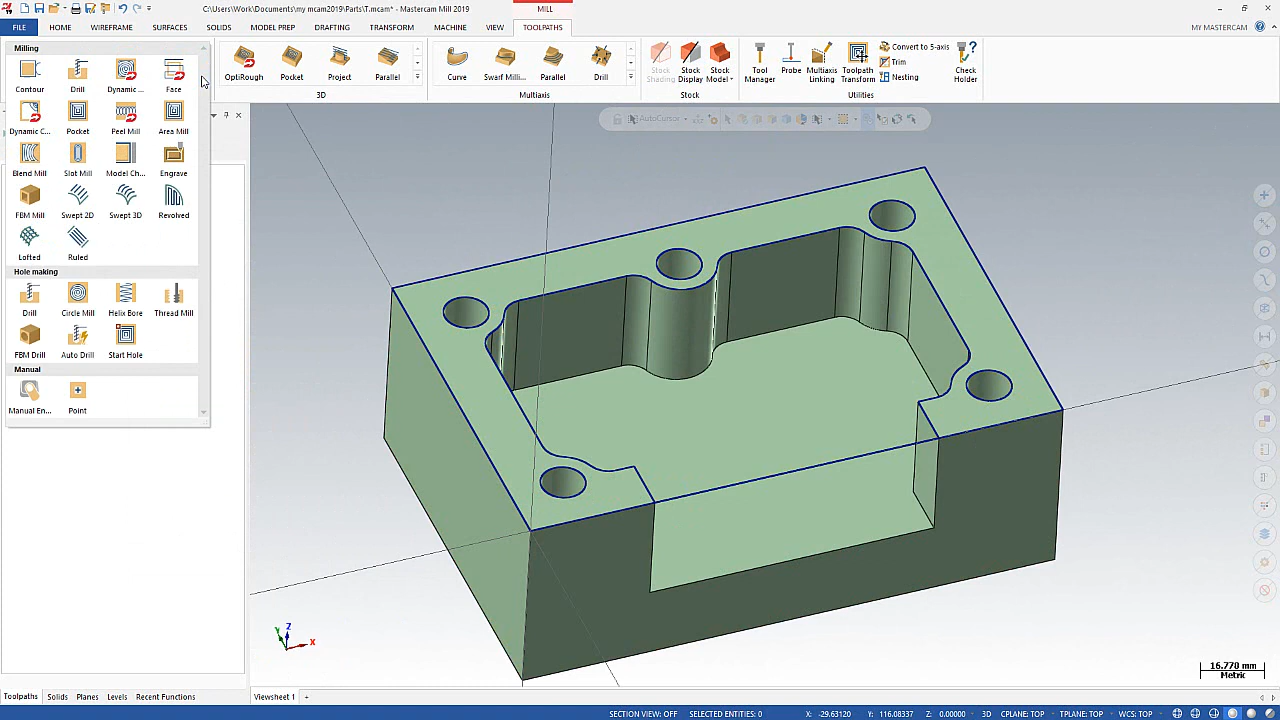 C:\Users\Work\Documents\my mcam2019\Parts\T.mcam* - Mastercam Mill 2019
MILL
FILE HOME WIREFRAME SURFACES SOLIDS MODEL PREP DRAFTING TRANSFORM MACHINE VIEW TOOLPATHS MY MASTERCAM
Milling
Contour Drill Dynamic ... Face
Dynamic C... Pocket Peel Mill Area Mill
Blend Mill Slot Mill Model Ch... Engrave
FBM Mill Swept 2D Swept 3D Revolved
Lofted Ruled
Hole making
Drill Circle Mill Helix Bore Thread Mill
FBM Drill Auto Drill Start Hole
Manual
Manual En... Point
OptiRough Pocket Project Parallel
3D
Curve Swarf Milli... Parallel Drill
Multiaxis
Stock Shading Stock Display Stock Model
Stock
Tool Manager Probe Multiaxis Linking Toolpath Transform
Convert to 5-axis
Trim
Nesting
Check Holder
Utilities
AutoCursor
Z
Y
X
16.770 mm
Metric
Toolpaths Solids Planes Levels Recent Functions
Viewsheet 1 +
SECTION VIEW: OFF SELECTED ENTITIES: 0 X: -29.63120 Y: 116.08337 Z: 0.00000 3D CPLANE: TOP TPLANE: TOP WCS: TOP